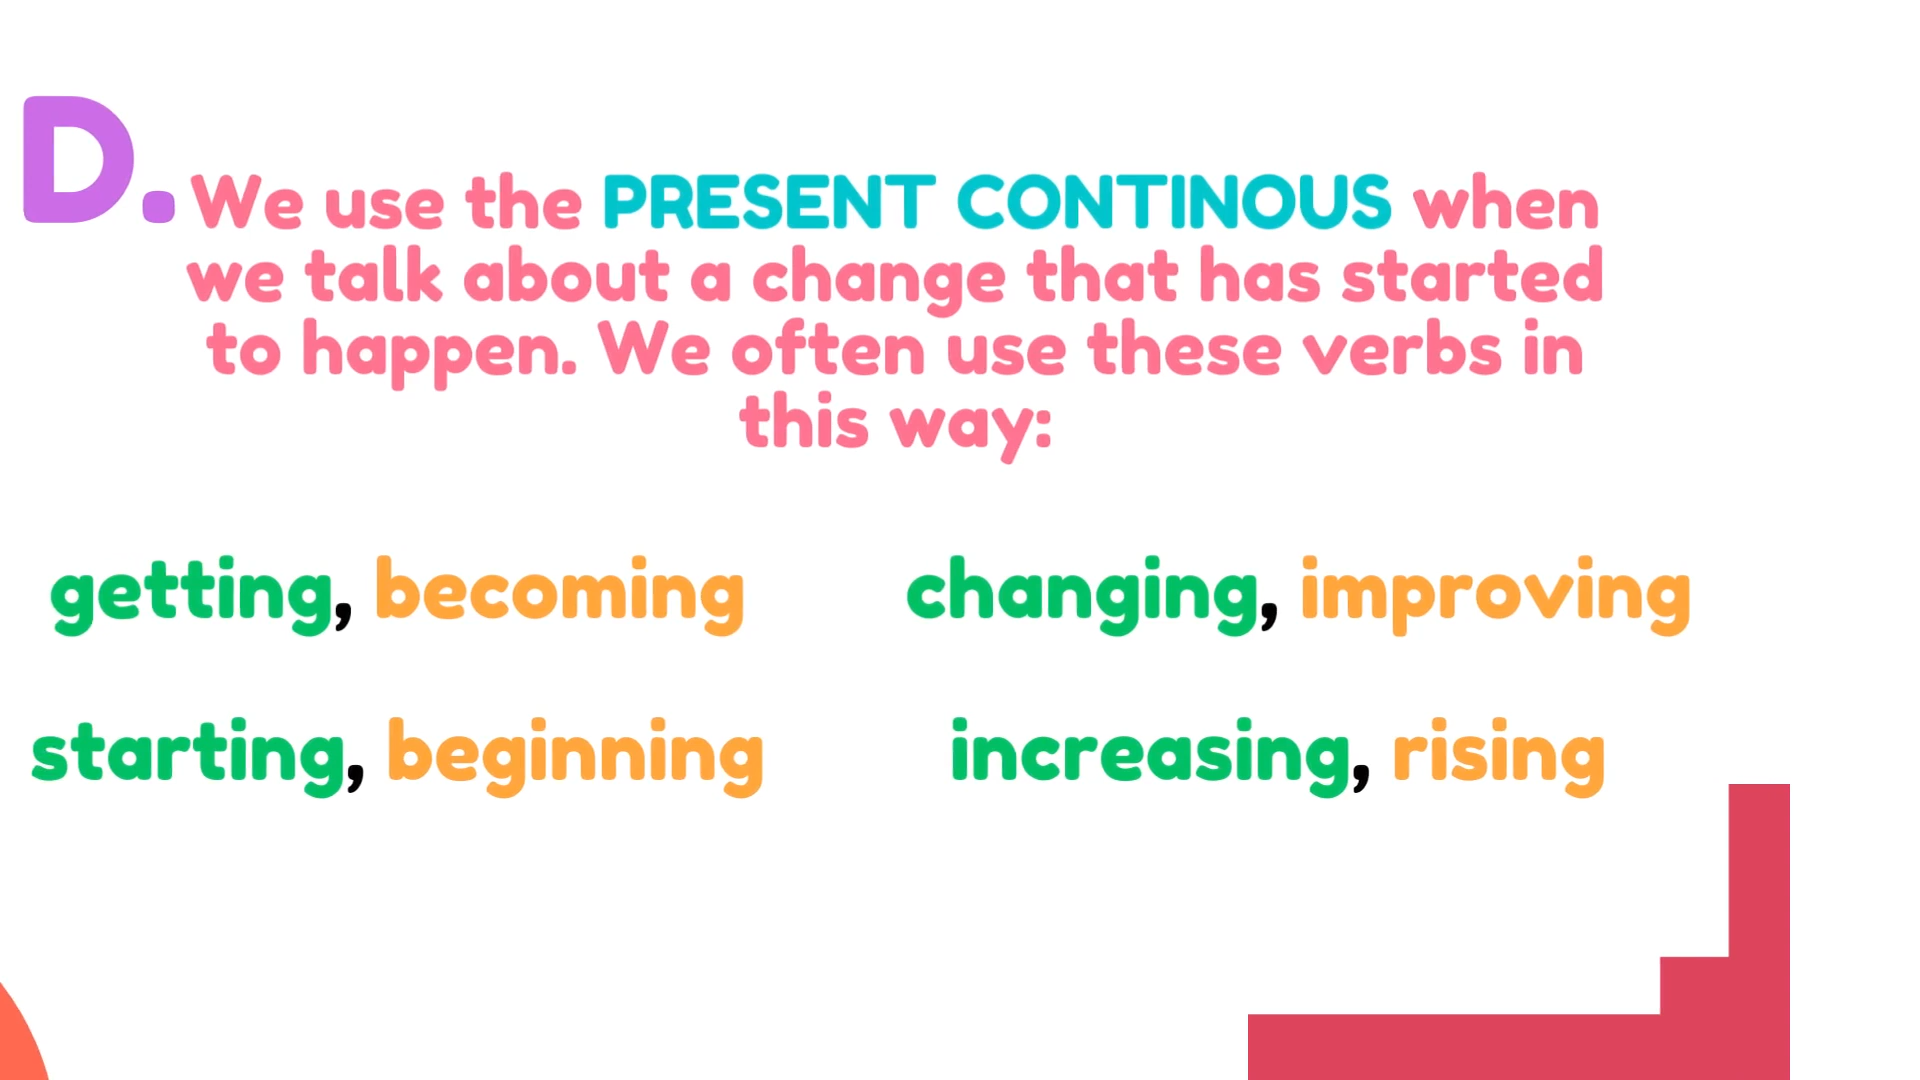 D. We use the PRESENT CONTINOUS when
we talk about a change that has started
to happen. We often use these verbs in
this way:
getting, becoming changing, improving
starting, beginning increasing, rising